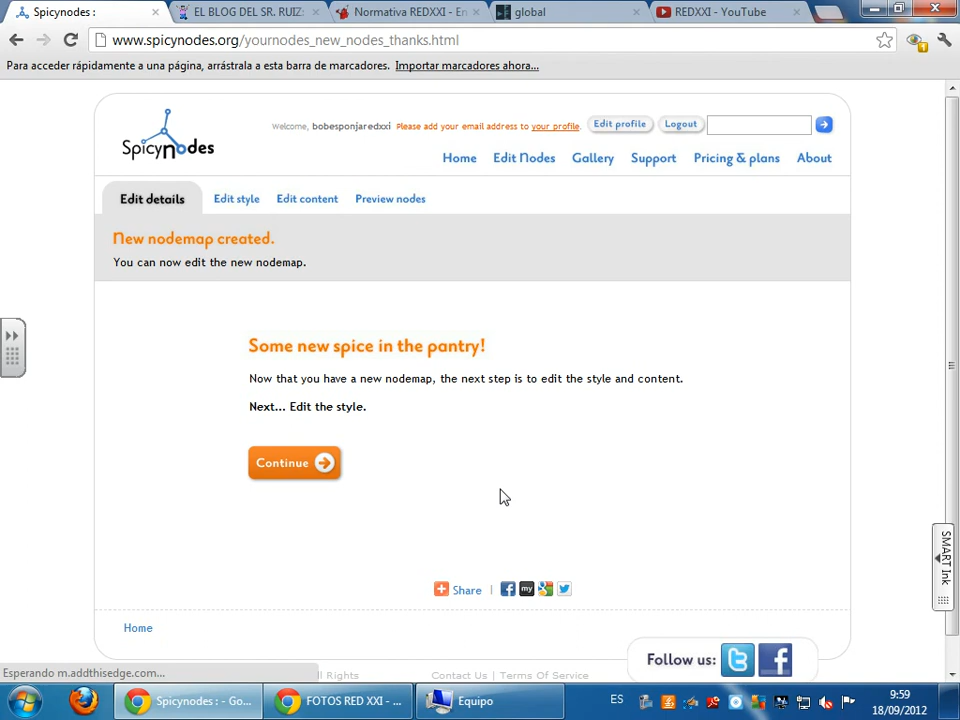 Spicynodes :
EL BLOG DEL SR. RUIZ:
Normativa REDXXI - En
global
REDXXI - YouTube
www.spicynodes.org/yournodes_new_nodes_thanks.html
Para acceder rápidamente a una página, arrástrala a esta barra de marcadores. Importar marcadores ahora...
Spicynodes
Welcome, bobesponjaredxxi Please add your email address to your profile. Edit profile Logout
Home Edit Nodes Gallery Support Pricing & plans About
Edit details Edit style Edit content Preview nodes
New nodemap created.
You can now edit the new nodemap.
Some new spice in the pantry!
Now that you have a new nodemap, the next step is to edit the style and content.
Next... Edit the style.
Continue
SMART Ink
Share | my
Home
Follow us:
Esperando m.addthisedge.com...
ll Rights Contact Us | Terms Of Service
Spicynodes : - Go...
FOTOS RED XXI - ...
Equipo
ES
9:59
18/09/2012